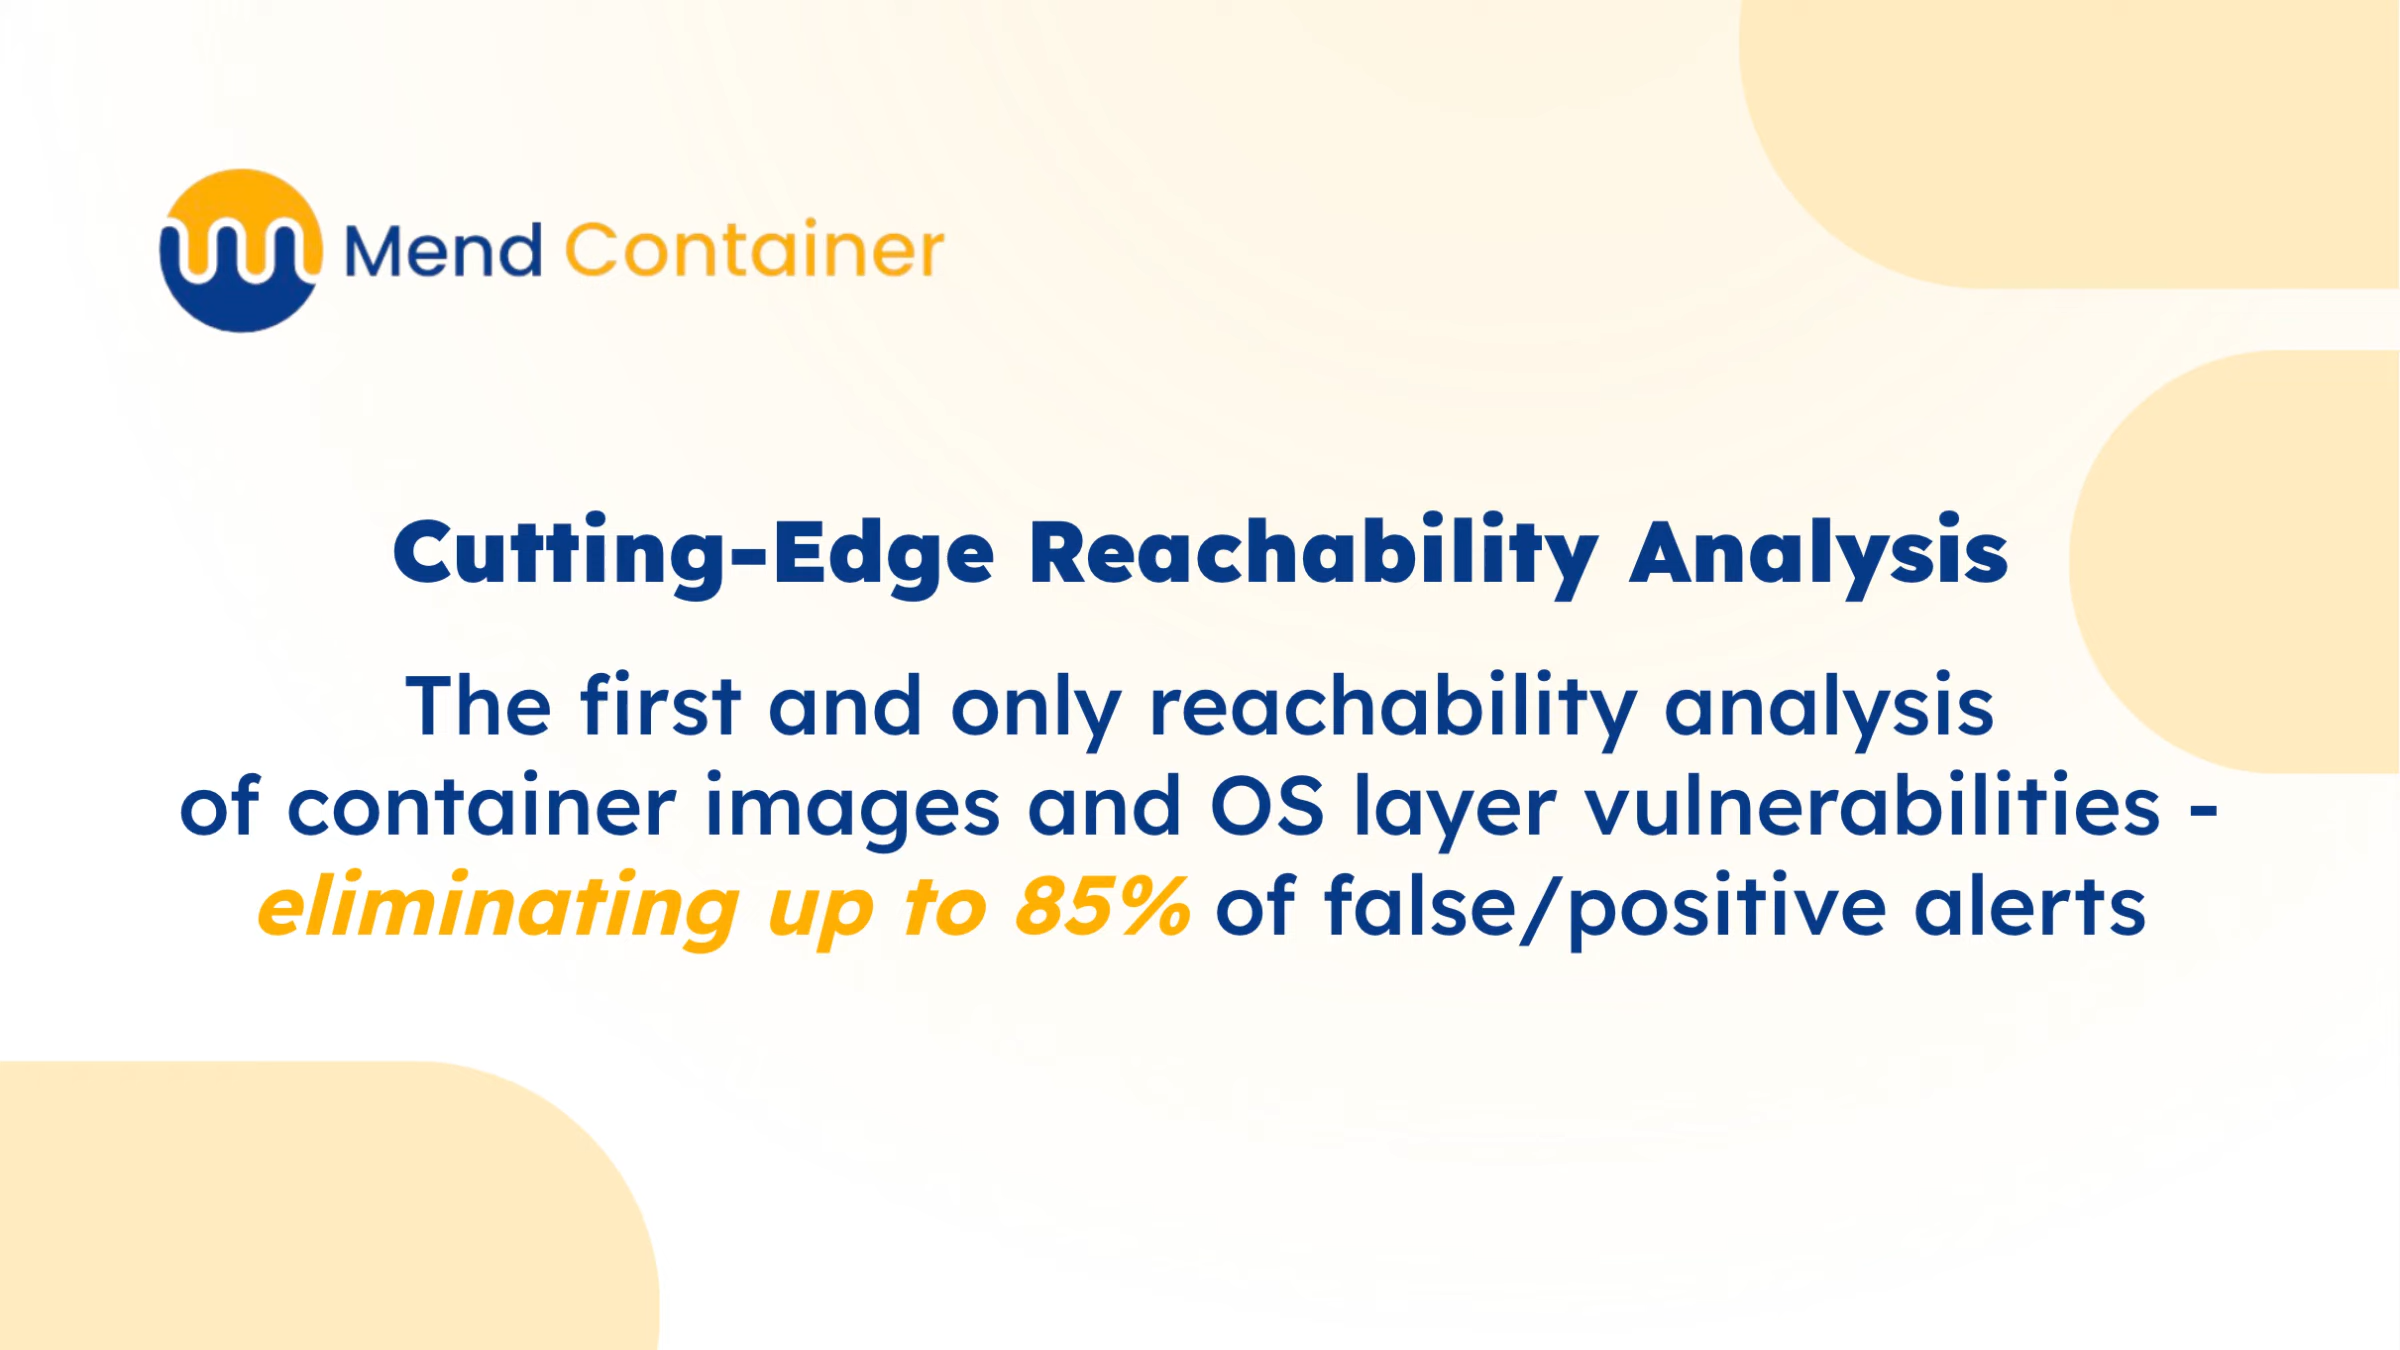 Mend Container
Cutting-Edge Reachability Analysis
The first and only reachability analysis
of container images and OS layer vulnerabilities -
eliminating up to 85% of false/positive alerts